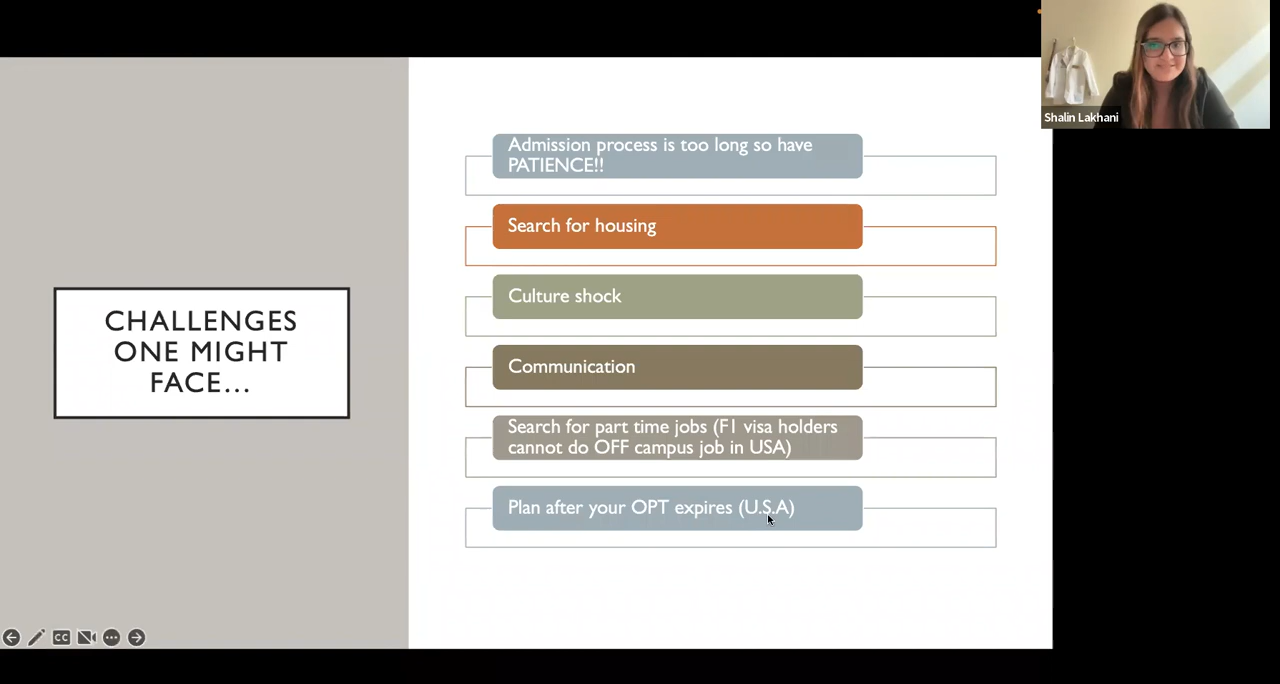 Shalin Lakhani
CHALLENGES
ONE MIGHT
FACE...
Admission process is too long so have
PATIENCE!!
Search for housing
Culture shock
Communication
Search for part time jobs (F1 visa holders
cannot do OFF campus job in USA)
Plan after your OPT expires (U.S.A)
CC